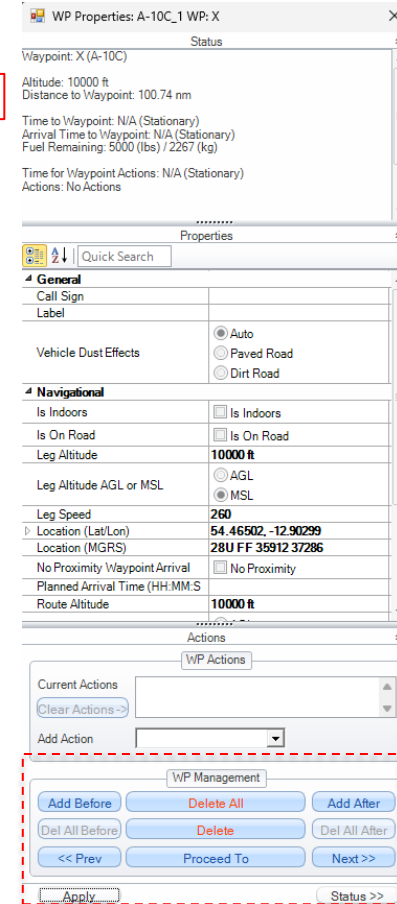 WP Properties: A-10C_1 WP: X
Status
Waypoint: X (A-10C)
Altitude: 10000 ft
Distance to Waypoint: 100.74 nm
Time to Waypoint: N/A (Stationary)
Arrival Time to Waypoint: N/A (Stationary)
Fuel Remaining: 5000 (lbs) / 2267 (kg)
Time for Waypoint Actions: N/A (Stationary)
Actions: No Actions
Properties
Quick Search
General
Call Sign
Label
Vehicle Dust Effects
Auto
Paved Road
Dirt Road
Navigational
Is Indoors Is Indoors
Is On Road Is On Road
Leg Altitude 10000 ft
Leg Altitude AGL or MSL
AGL
MSL
Leg Speed 260
Location (Lat/Lon) 54.46502, -12.90299
Location (MGRS) 28U FF 35912 37286
No Proximity Waypoint Arrival No Proximity
Planned Arrival Time (HH:MM:S
Route Altitude 10000 ft
Actions
WP Actions
Current Actions
Clear Actions->
Add Action
WP Management
Add Before Delete All Add After
Del All Before Delete Del All After
<< Prev Proceed To Next >>
Apply Status >>